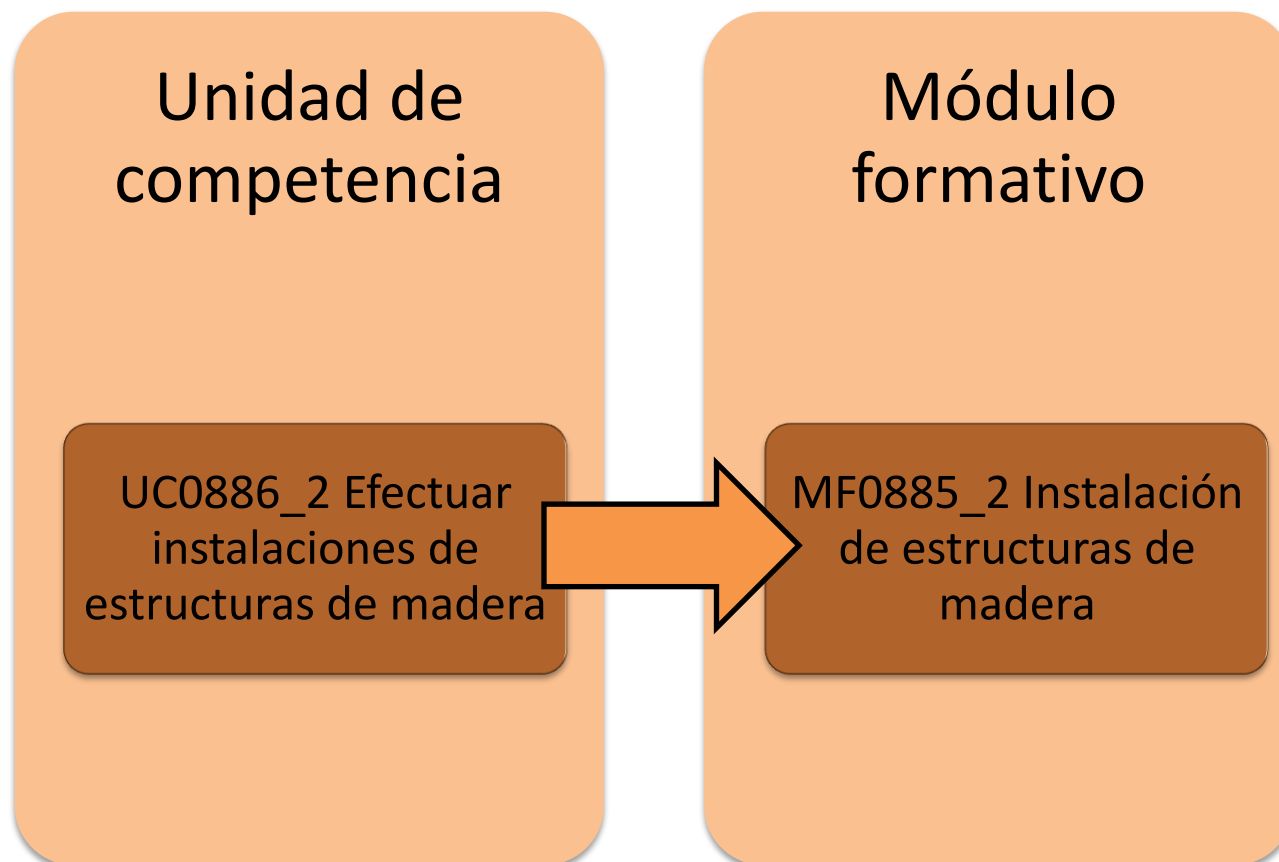 Unidad de
competencia
UC0886_2 Efectuar
instalaciones de
estructuras de madera
Módulo
formativo
MF0885_2 Instalación
de estructuras de
madera